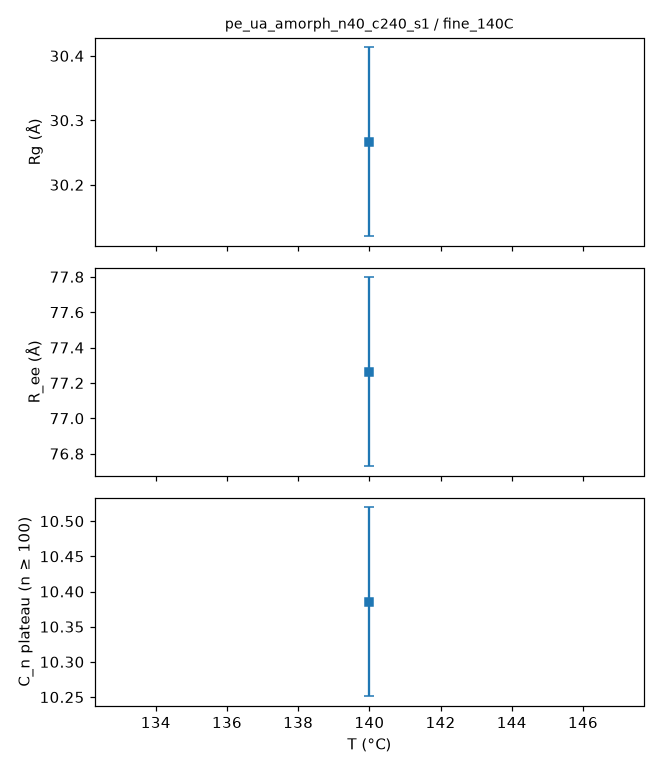 pe_ua_amorph_n40_c240_s1 / fine_140C
Rg (Å)
30.4
30.3
30.2
R_ee (Å)
77.8
77.6
77.4
77.2
77.0
76.8
C_n plateau (n ≥ 100)
10.50
10.45
10.40
10.35
10.30
10.25
134 136 138 140 142 144 146
T (°C)